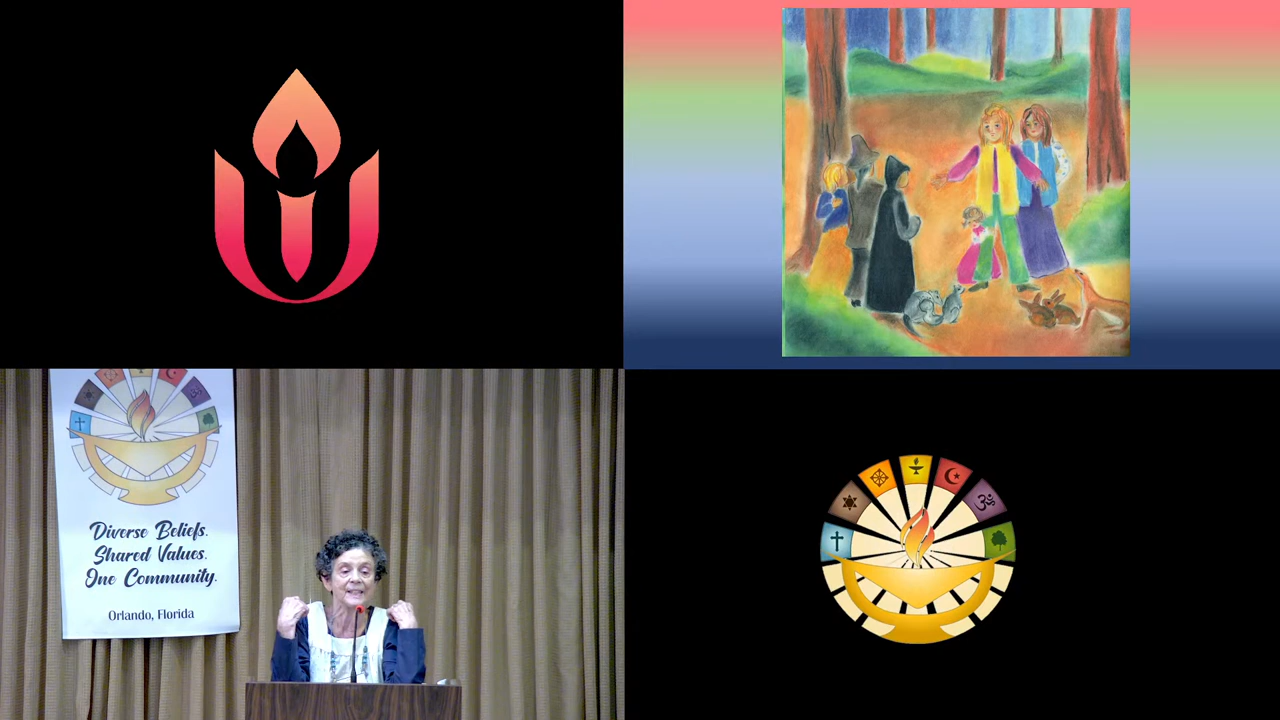 Diverse Beliefs.
Shared Values.
One Community.
Orlando, Florida